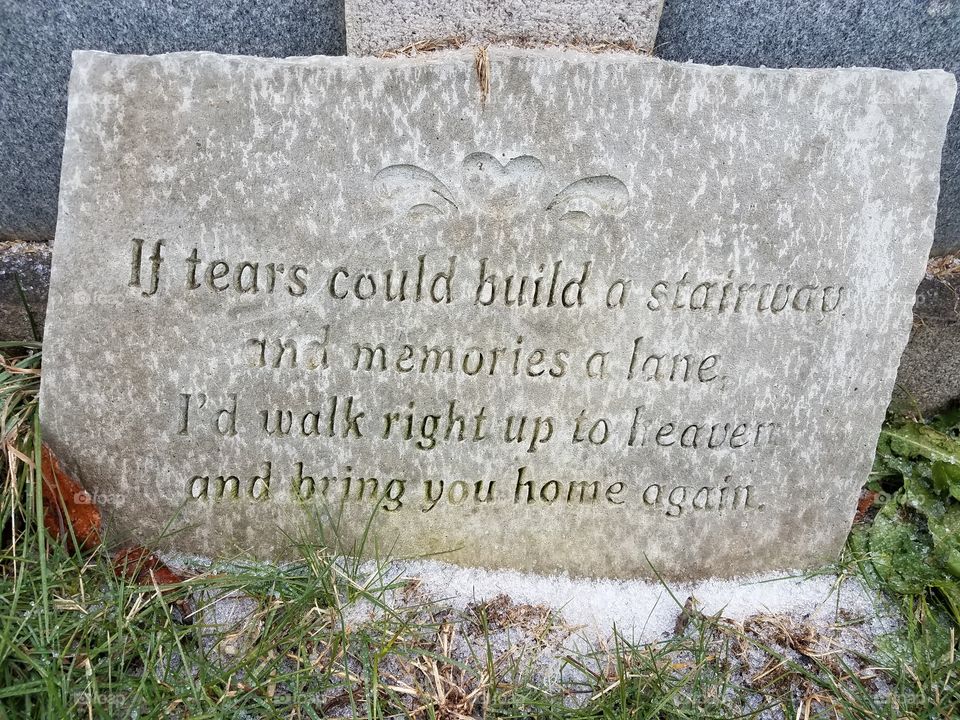 If tears could build a stairway,
and memories a lane,
I'd walk right up to heaven
and bring you home again.